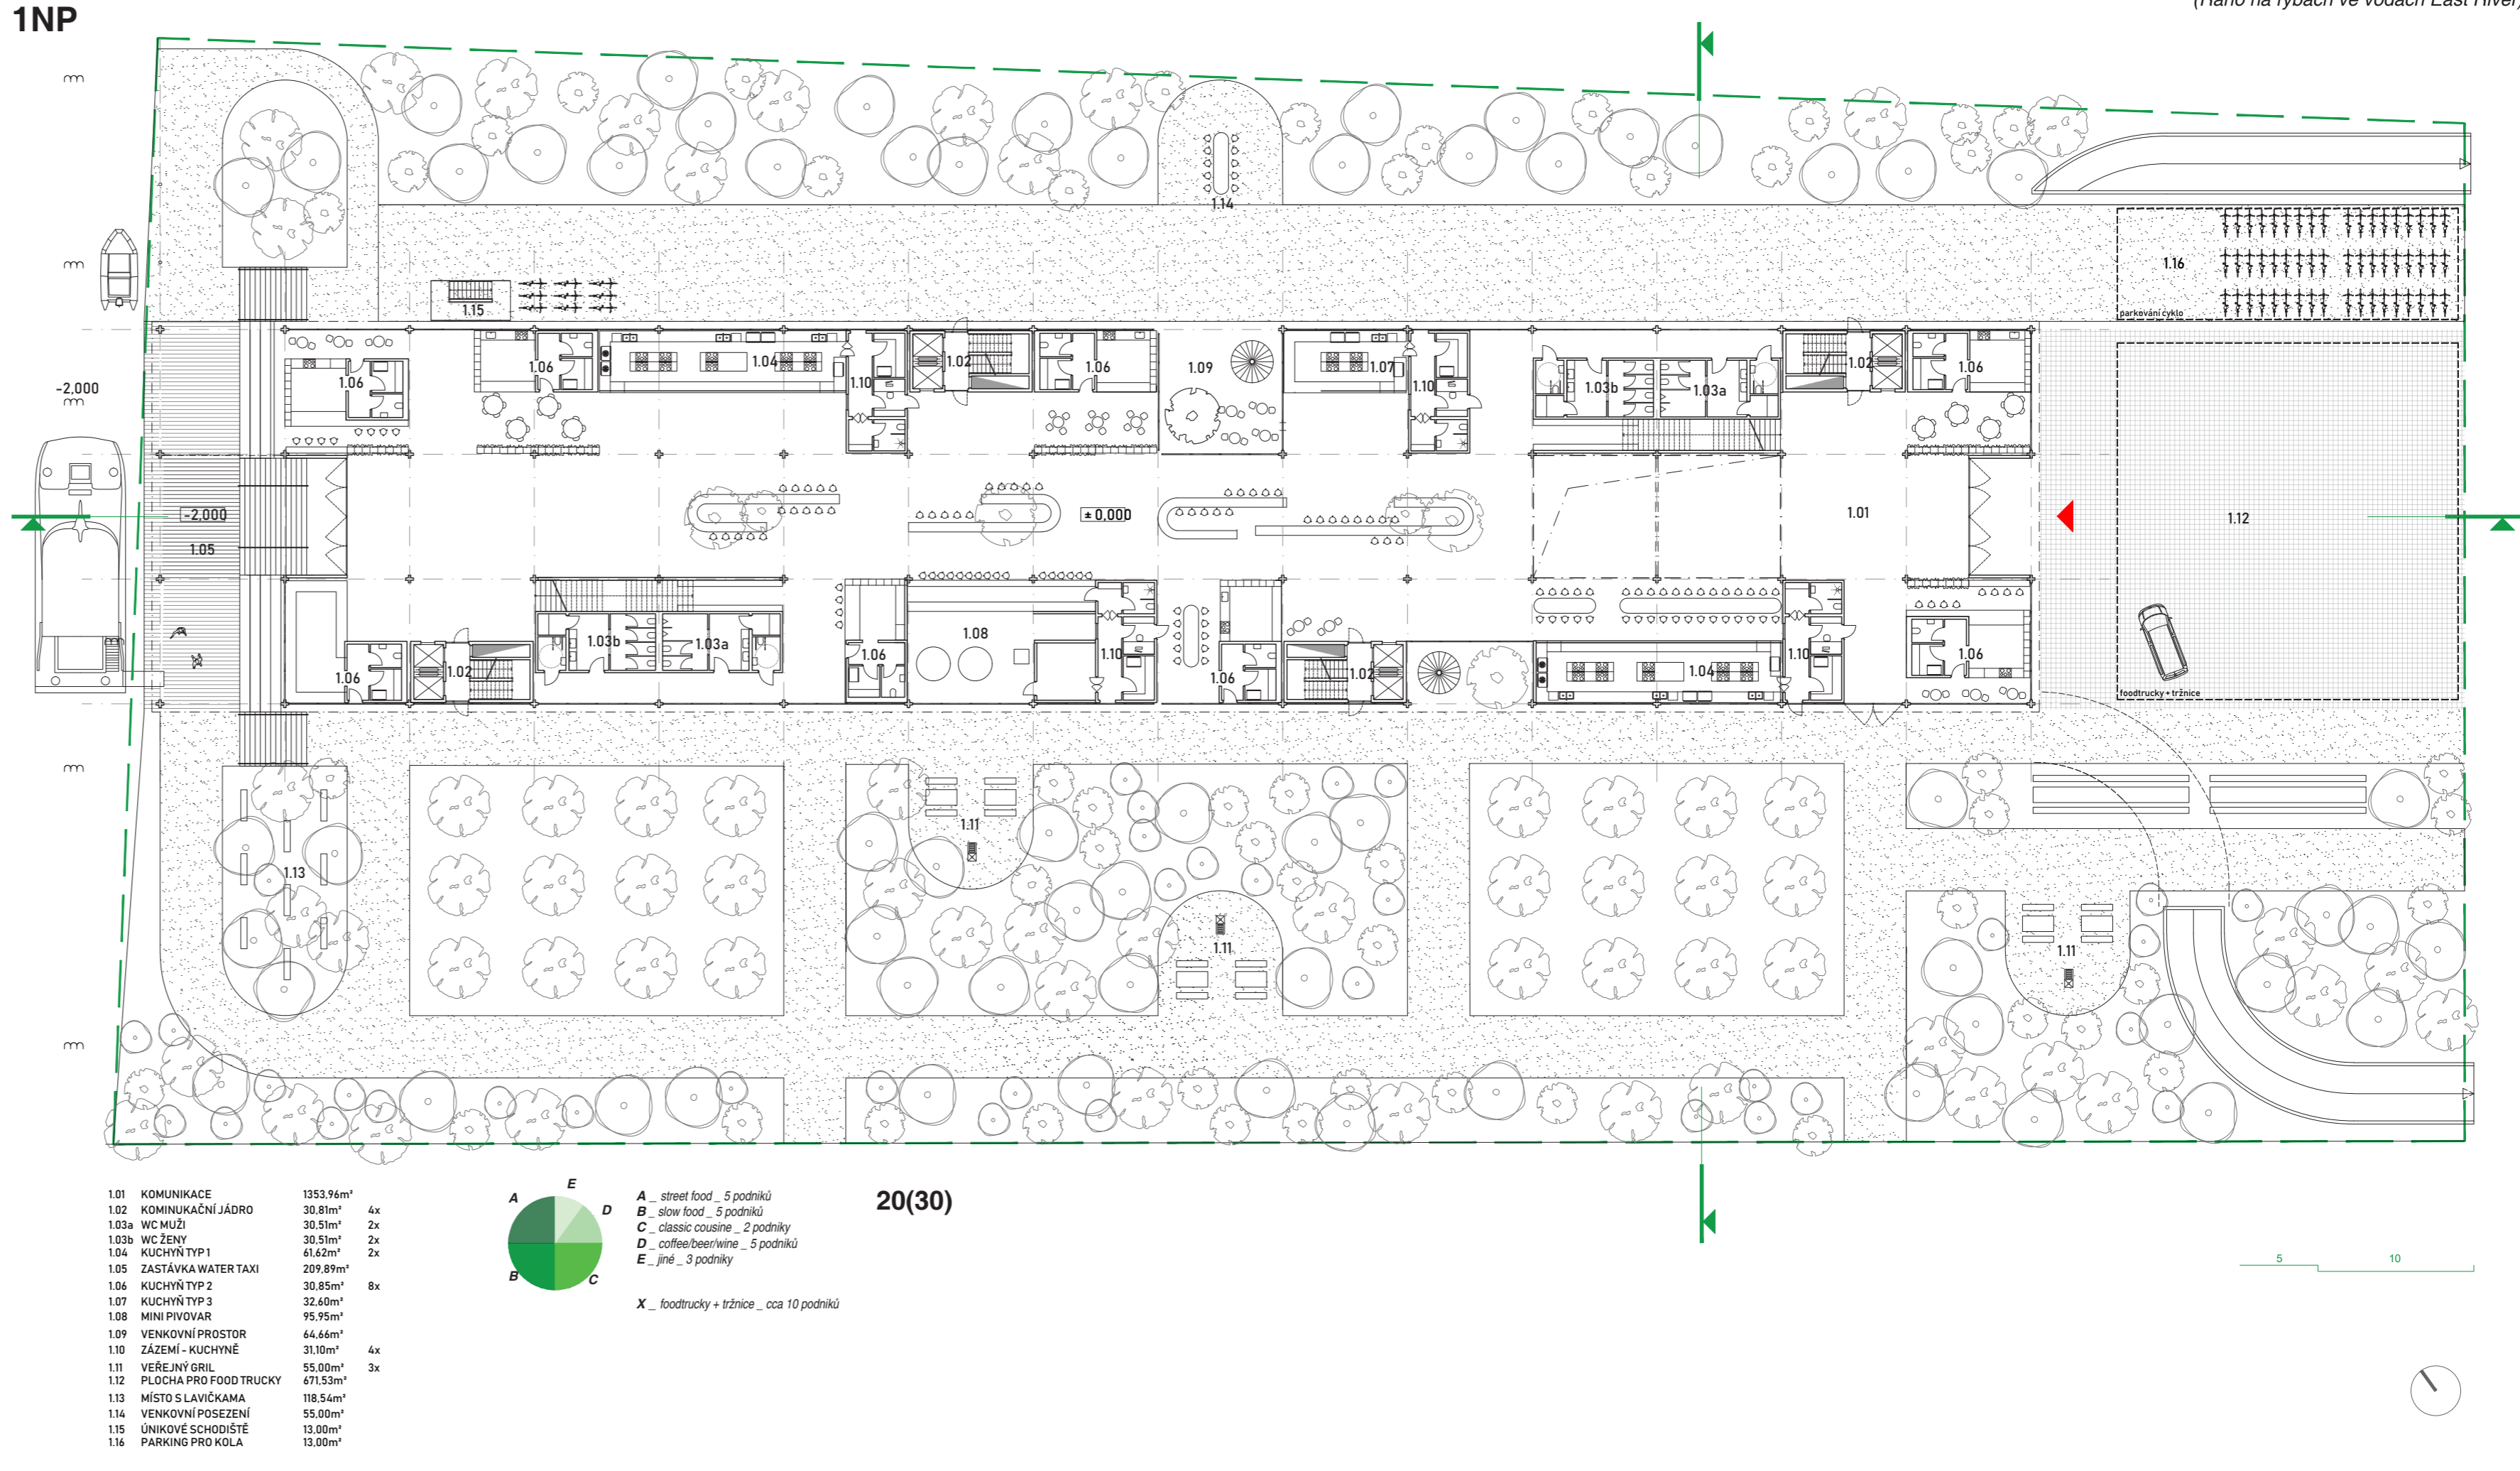 1NP
(Ráno na rybách ve vodách East River)
1.14
1.16
1.15
parkování cyklo
-2,000
1.06
1.06
1.04
1.10
1.02
1.06
1.09
1.07
1.10
1.03b
1.03a
1.02
1.06
-2,000
1.05
± 0,000
1.01
1.12
1.06
1.02
1.03b
1.03a
1.06
1.08
1.10
1.06
1.02
1.04
1.10
1.06
foodtrucky + tržnice
1.13
1.11
1.11
1.11
1.01 KOMUNIKACE 1353,96m²
1.02 KOMINUKAČNÍ JÁDRO 30,81m² 4x
1.03a WC MUŽI 30,51m² 2x
1.03b WC ŽENY 30,51m² 2x
1.04 KUCHYŇ TYP 1 61,62m² 2x
1.05 ZASTÁVKA WATER TAXI 209,89m²
1.06 KUCHYŇ TYP 2 30,85m² 8x
1.07 KUCHYŇ TYP 3 32,60m²
1.08 MINI PIVOVAR 95,95m²
1.09 VENKOVNÍ PROSTOR 64,66m²
1.10 ZÁZEMÍ - KUCHYNĚ 31,10m² 4x
1.11 VEŘEJNÝ GRIL 55,00m² 3x
1.12 PLOCHA PRO FOOD TRUCKY 671,53m²
1.13 MÍSTO S LAVIČKAMA 118,54m²
1.14 VENKOVNÍ POSEZENÍ 55,00m²
1.15 ÚNIKOVÉ SCHODIŠTĚ 13,00m²
1.16 PARKING PRO KOLA 13,00m²
A
E
D
B
C
A _ street food _ 5 podniků
B _ slow food _ 5 podniků
C _ classic cousine _ 2 podniky
D _ coffee/beer/wine _ 5 podniků
E _ jiné _ 3 podniky
X _ foodtrucky + tržnice _ cca 10 podniků
20(30)
5
10